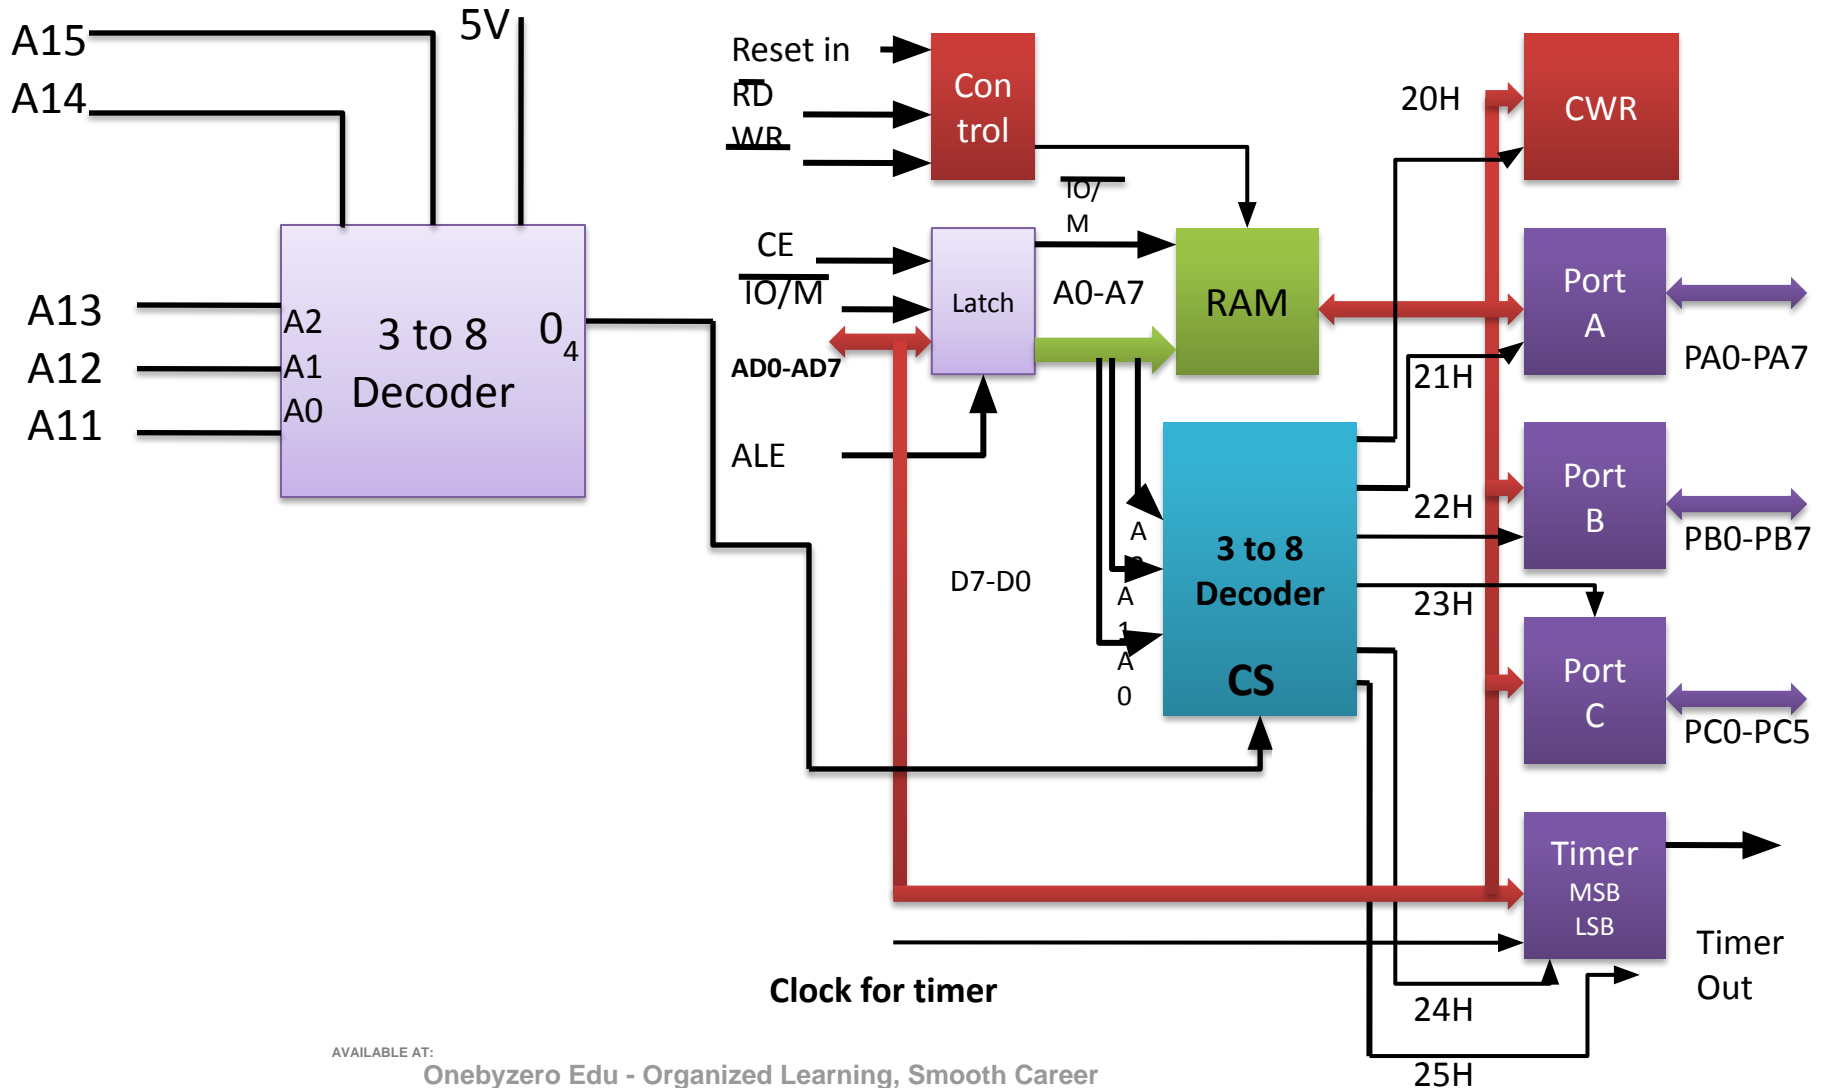 A15
A14
5V
A13
A12
A11
A2
A1
A0
3 to 8
Decoder
O4
Reset in
RD
WR
Con
trol
CE
IO/M
AD0-AD7
ALE
Latch
IO/
M
A0-A7
RAM
D7-D0
A
A
1
A
0
3 to 8
Decoder
CS
20H
CWR
Port
A
PA0-PA7
21H
22H
Port
B
PB0-PB7
23H
Port
C
PC0-PC5
Timer
MSB
LSB
Timer
Out
Clock for timer
24H
25H
AVAILABLE AT:
Onebyzero Edu - Organized Learning, Smooth Career